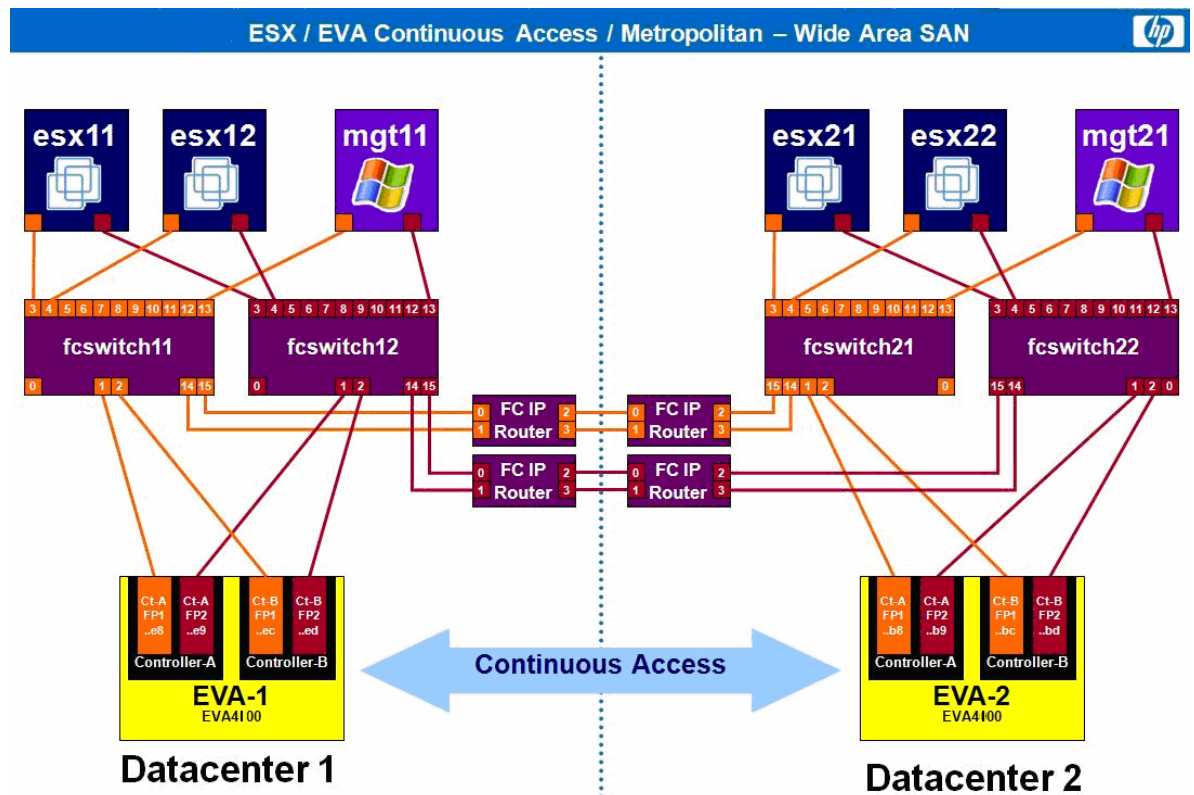 ESX / EVA Continuous Access / Metropolitan – Wide Area SAN
hp
esx11
esx12
mgt11
esx21
esx22
mgt21
3 4 5 6 7 8 9 10 11 12 13
3 4 5 6 7 8 9 10 11 12 13
3 4 5 6 7 8 9 10 11 12 13
3 4 5 6 7 8 9 10 11 12 13
fcswitch11
fcswitch12
fcswitch21
fcswitch22
0 1 2 14 15
0 1 2 14 15
15 14 1 2 0
15 14 1 2 0
0 FC IP 2
1 Router 3
0 FC IP 2
1 Router 3
0 FC IP 2
1 Router 3
0 FC IP 2
1 Router 3
Ct-A
FP1
..e8
Ct-A
FP2
..e9
Ct-B
FP1
..ec
Ct-B
FP2
..ed
Controller-A
Controller-B
EVA-1
EVA4100
Continuous Access
Ct-A
FP1
..b8
Ct-A
FP2
..b9
Ct-B
FP1
..bc
Ct-B
FP2
..bd
Controller-A
Controller-B
EVA-2
EVA4100
Datacenter 1
Datacenter 2